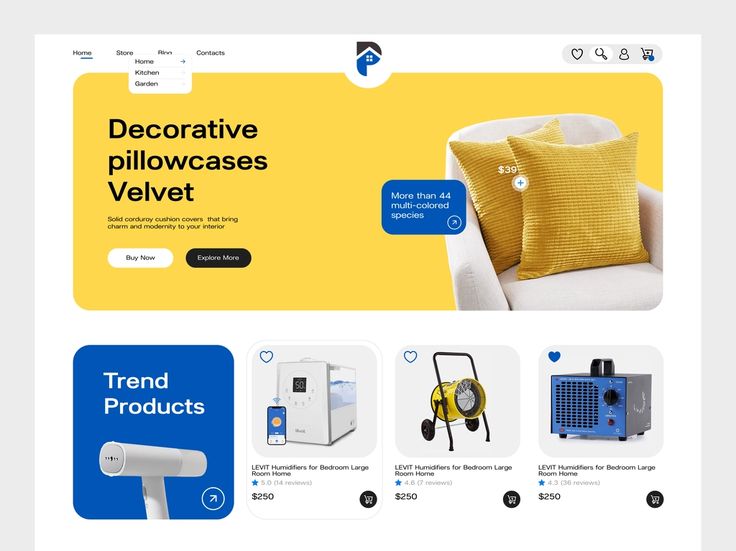 Home
Store
Blog
Contacts
Home
Kitchen
Garden
Decorative
pillowcases
Velvet
Solid corduroy cushion covers that bring
charm and modernity to your interior
Buy Now
Explore More
$39
More than 44
multi-colored
species
Trend
Products
LEVIT Humidifiers for Bedroom Large
Room Home
5.0 (14 reviews)
$250
LEVIT Humidifiers for Bedroom Large
Room Home
4.6 (7 reviews)
$250
LEVIT Humidifiers for Bedroom Large
Room Home
4.3 (36 reviews)
$250